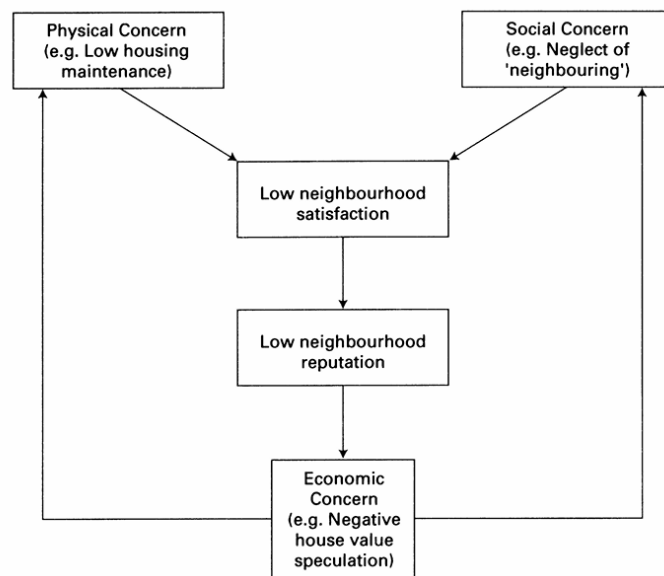 Physical Concern
(e.g. Low housing
maintenance)
Social Concern
(e.g. Neglect of
'neighbouring')
Low neighbourhood
satisfaction
Low neighbourhood
reputation
Economic
Concern
(e.g. Negative
house value
speculation)